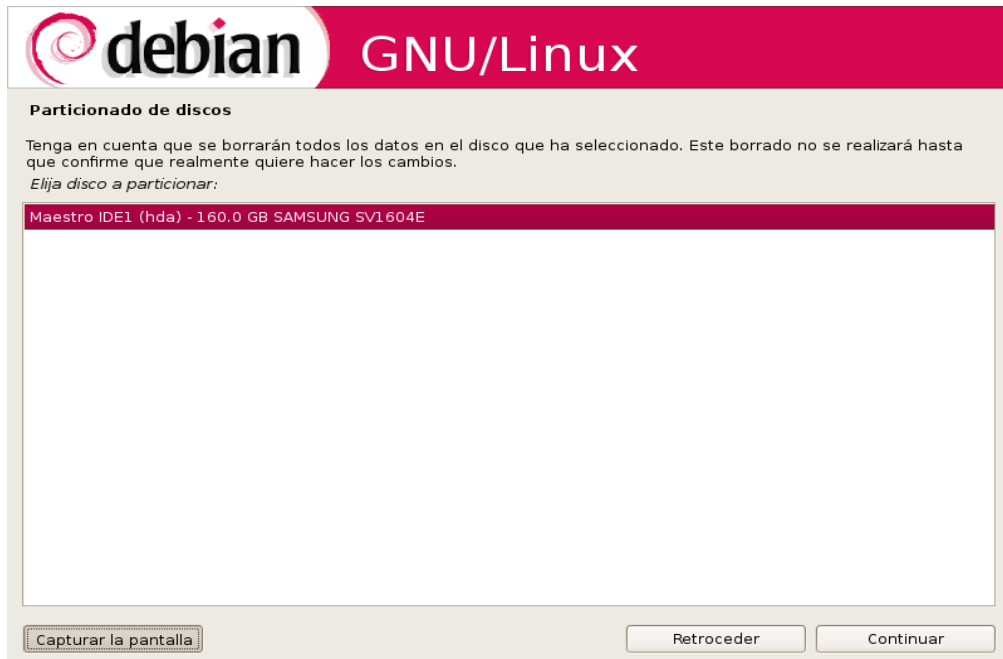 debian GNU/Linux
Particionado de discos
Tenga en cuenta que se borrarán todos los datos en el disco que ha seleccionado. Este borrado no se realizará hasta
que confirme que realmente quiere hacer los cambios.
Elija disco a particionar:
Maestro IDE1 (hda) - 160.0 GB SAMSUNG SV1604E
Capturar la pantalla Retroceder Continuar